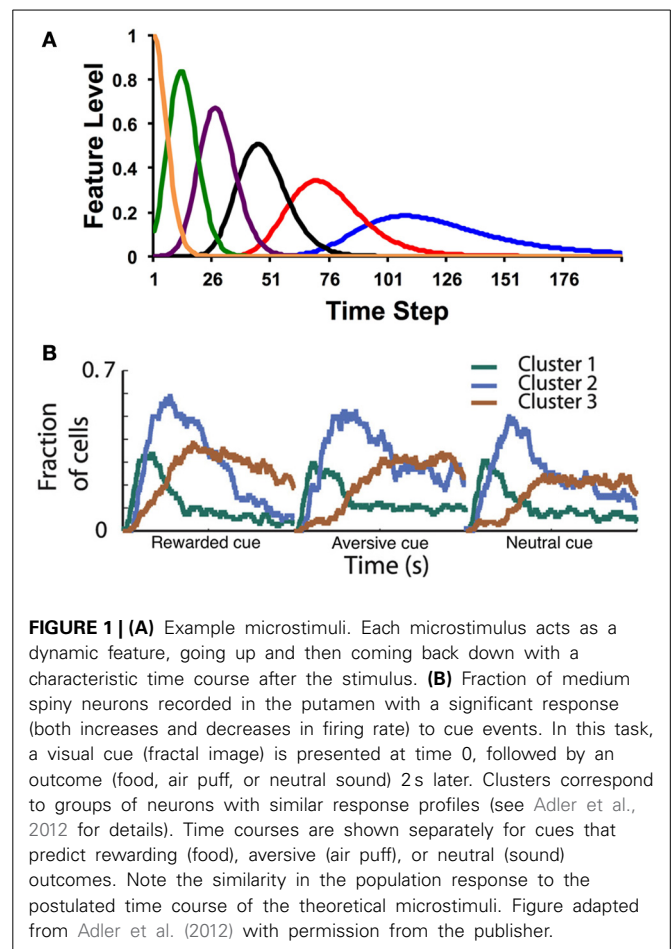 A
Feature Level
1
0.8
0.6
0.4
0.2
0
1 26 51 76 101 126 151 176
Time Step
B
0.7
Fraction
of cells
0
Cluster 1
Cluster 2
Cluster 3
Rewarded cue Aversive cue Neutral cue
Time (s)
FIGURE 1 | (A) Example microstimuli. Each microstimulus acts as a
dynamic feature, going up and then coming back down with a
characteristic time course after the stimulus. (B) Fraction of medium
spiny neurons recorded in the putamen with a significant response
(both increases and decreases in firing rate) to cue events. In this task,
a visual cue (fractal image) is presented at time 0, followed by an
outcome (food, air puff, or neutral sound) 2 s later. Clusters correspond
to groups of neurons with similar response profiles (see Adler et al.,
2012 for details). Time courses are shown separately for cues that
predict rewarding (food), aversive (air puff), or neutral (sound)
outcomes. Note the similarity in the population response to the
postulated time course of the theoretical microstimuli. Figure adapted
from Adler et al. (2012) with permission from the publisher.